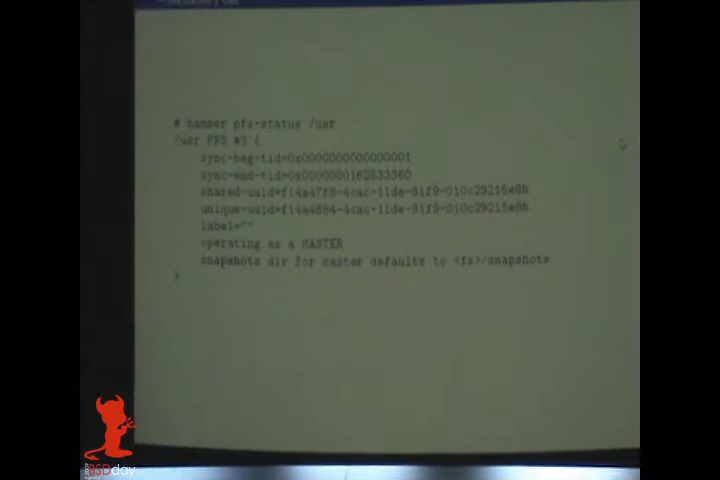 # hammer pfs-status /usr
/usr PFS #3 {
sync-beg-tid=0x0000000000000001
sync-end-tid=0x0000000162533360
shared-uuid=f14a47f8-4cac-11de-81f9-010c29215e8b
unique-uuid=f14a4884-4cac-11de-81f9-010c29215e8b
label=""
operating as a MASTER
snapshots dir for master defaults to <fs>/snapshots
}
BSDday